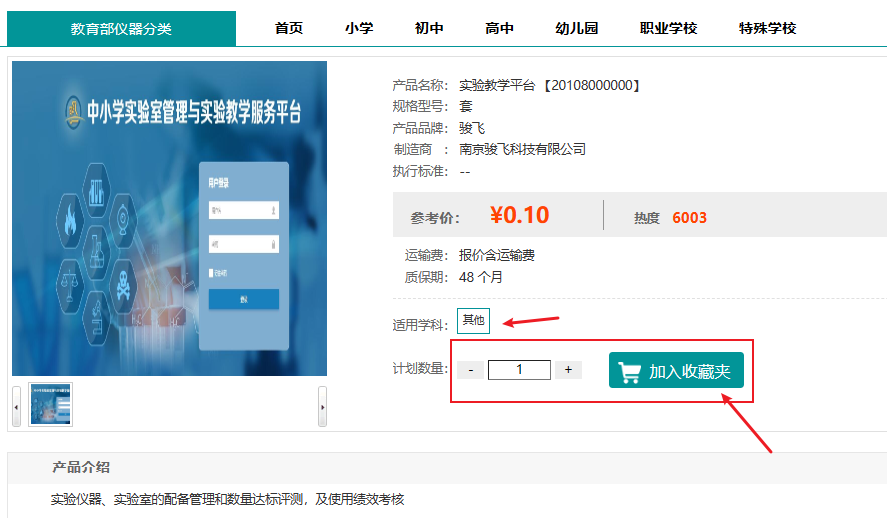 教育部仪器分类 首页 小学 初中 高中 幼儿园 职业学校 特殊学校
中小学实验室管理与实验教学服务平台
用户登录
登录
产品名称： 实验教学平台 【20108000000】
规格型号： 套
产品品牌： 骏飞
制造商 ： 南京骏飞科技有限公司
执行标准： --
参考价： ¥0.10 热度 6003
运输费： 报价含运输费
质保期： 48 个月
适用学科： 其他
计划数量： - 1 + 加入收藏夹
产品介绍
实验仪器、实验室的配备管理和数量达标评测，及使用绩效考核